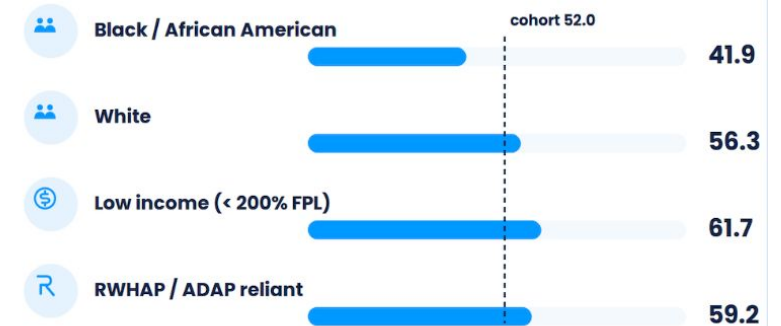 cohort 52.0
Black / African American
41.9
White
56.3
Low income (< 200% FPL)
61.7
RWHAP / ADAP reliant
59.2